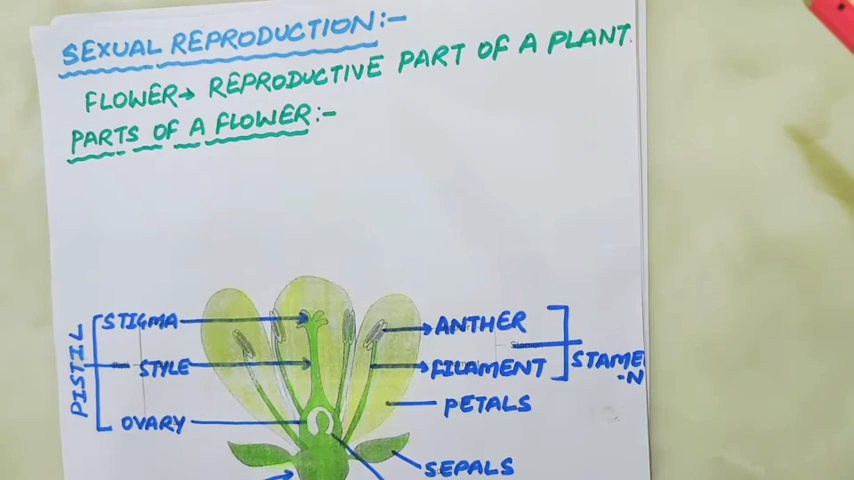 SEXUAL REPRODUCTION:-
FLOWER→ REPRODUCTIVE PART OF A PLANT.
PARTS OF A FLOWER:-
STIGMA
STYLE
OVARY
PISTIL
ANTHER
FILAMENT
STAME
-N
PETALS
SEPALS